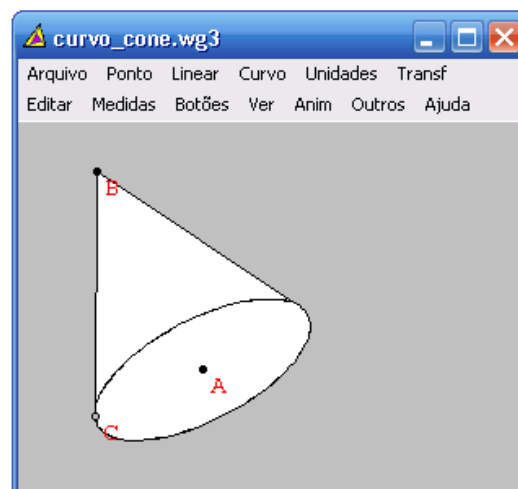 curvo_cone.wg3
Arquivo Ponto Linear Curvo Unidades Transf
Editar Medidas Botões Ver Anim Outros Ajuda
B
A
C